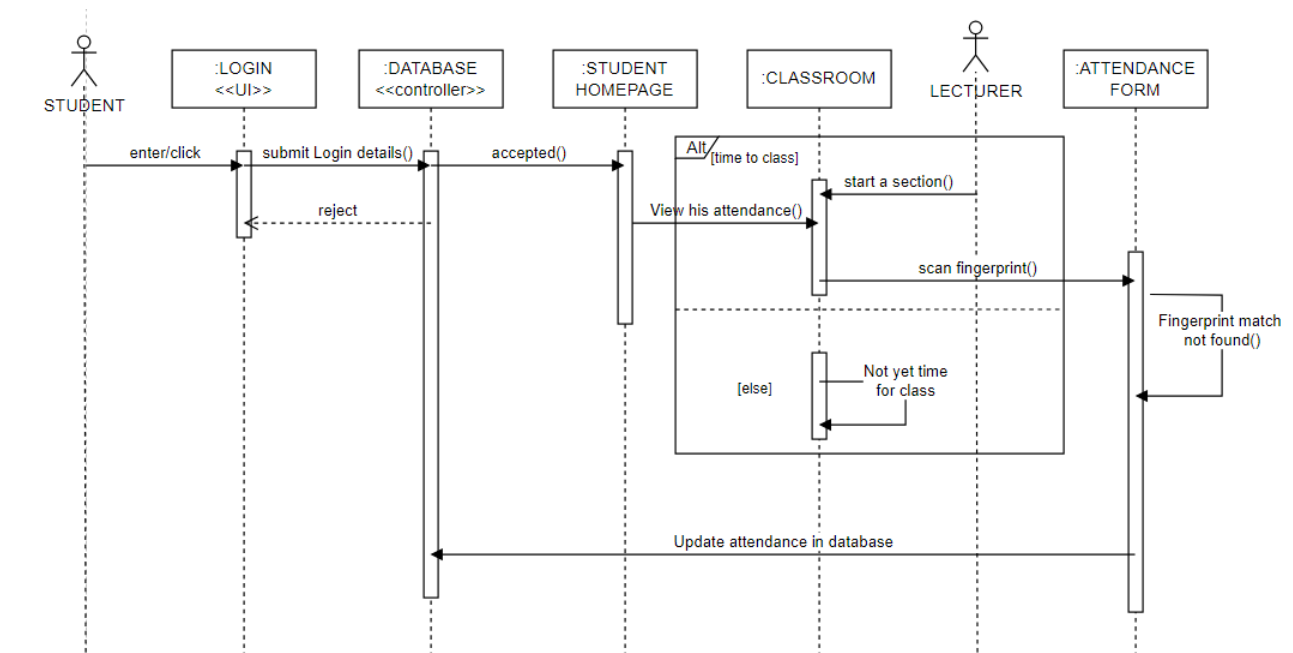 STUDENT
:LOGIN
<<UI>>
:DATABASE
<<controller>>
:STUDENT
HOMEPAGE
:CLASSROOM
LECTURER
:ATTENDANCE
FORM
enter/click
submit Login details()
accepted()
Alt
[time to class]
start a section()
reject
View his attendance()
scan fingerprint()
Fingerprint match
not found()
[else]
Not yet time
for class
Update attendance in database